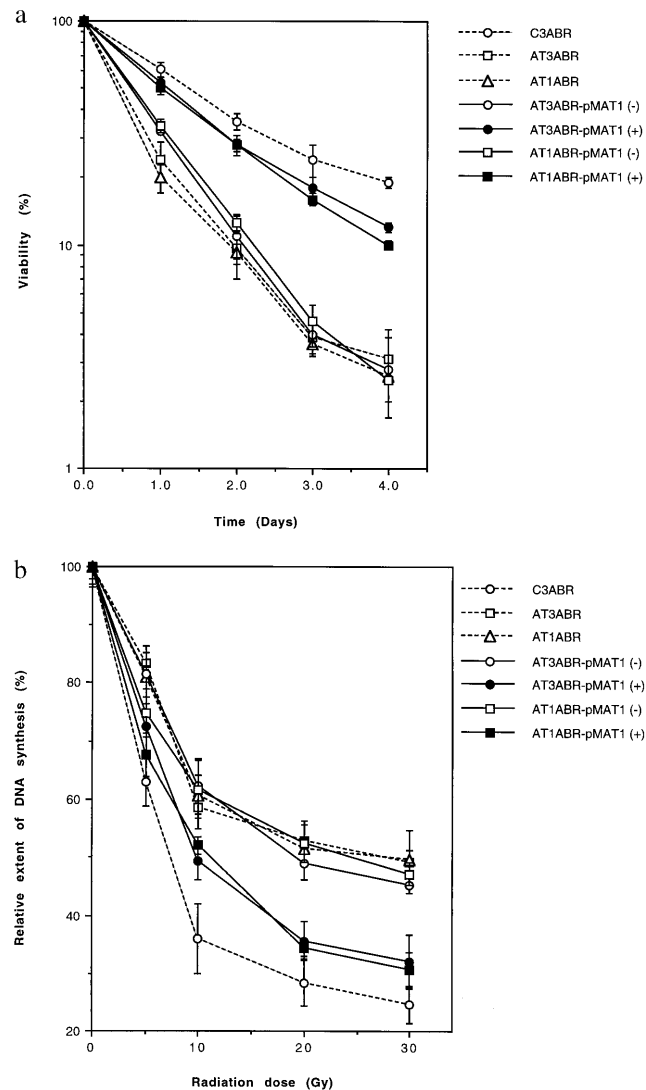 a
100
10
1
Viability (%)
0.0 1.0 2.0 3.0 4.0
Time (Days)
C3ABR
AT3ABR
AT1ABR
AT3ABR-pMAT1 (-)
AT3ABR-pMAT1 (+)
AT1ABR-pMAT1 (-)
AT1ABR-pMAT1 (+)
b
100
80
60
40
20
Relative extent of DNA synthesis (%)
0 10 20 30
Radiation dose (Gy)
C3ABR
AT3ABR
AT1ABR
AT3ABR-pMAT1 (-)
AT3ABR-pMAT1 (+)
AT1ABR-pMAT1 (-)
AT1ABR-pMAT1 (+)